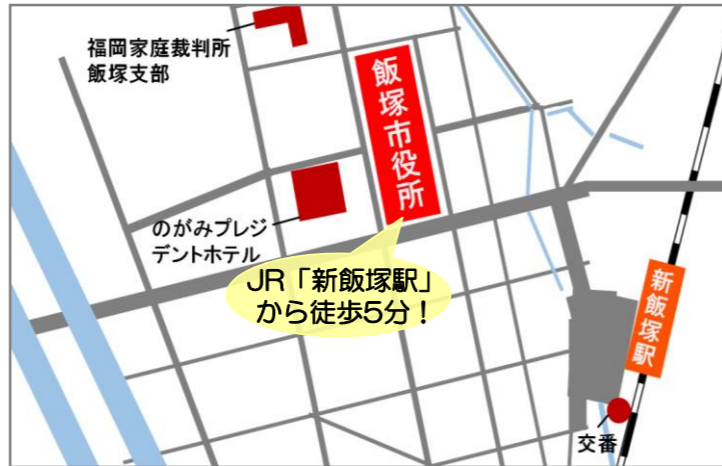 福岡家庭裁判所
飯塚支部
飯塚市役所
のがみプレジ
デントホテル
JR「新飯塚駅」
から徒歩5分！
新飯塚駅
交番